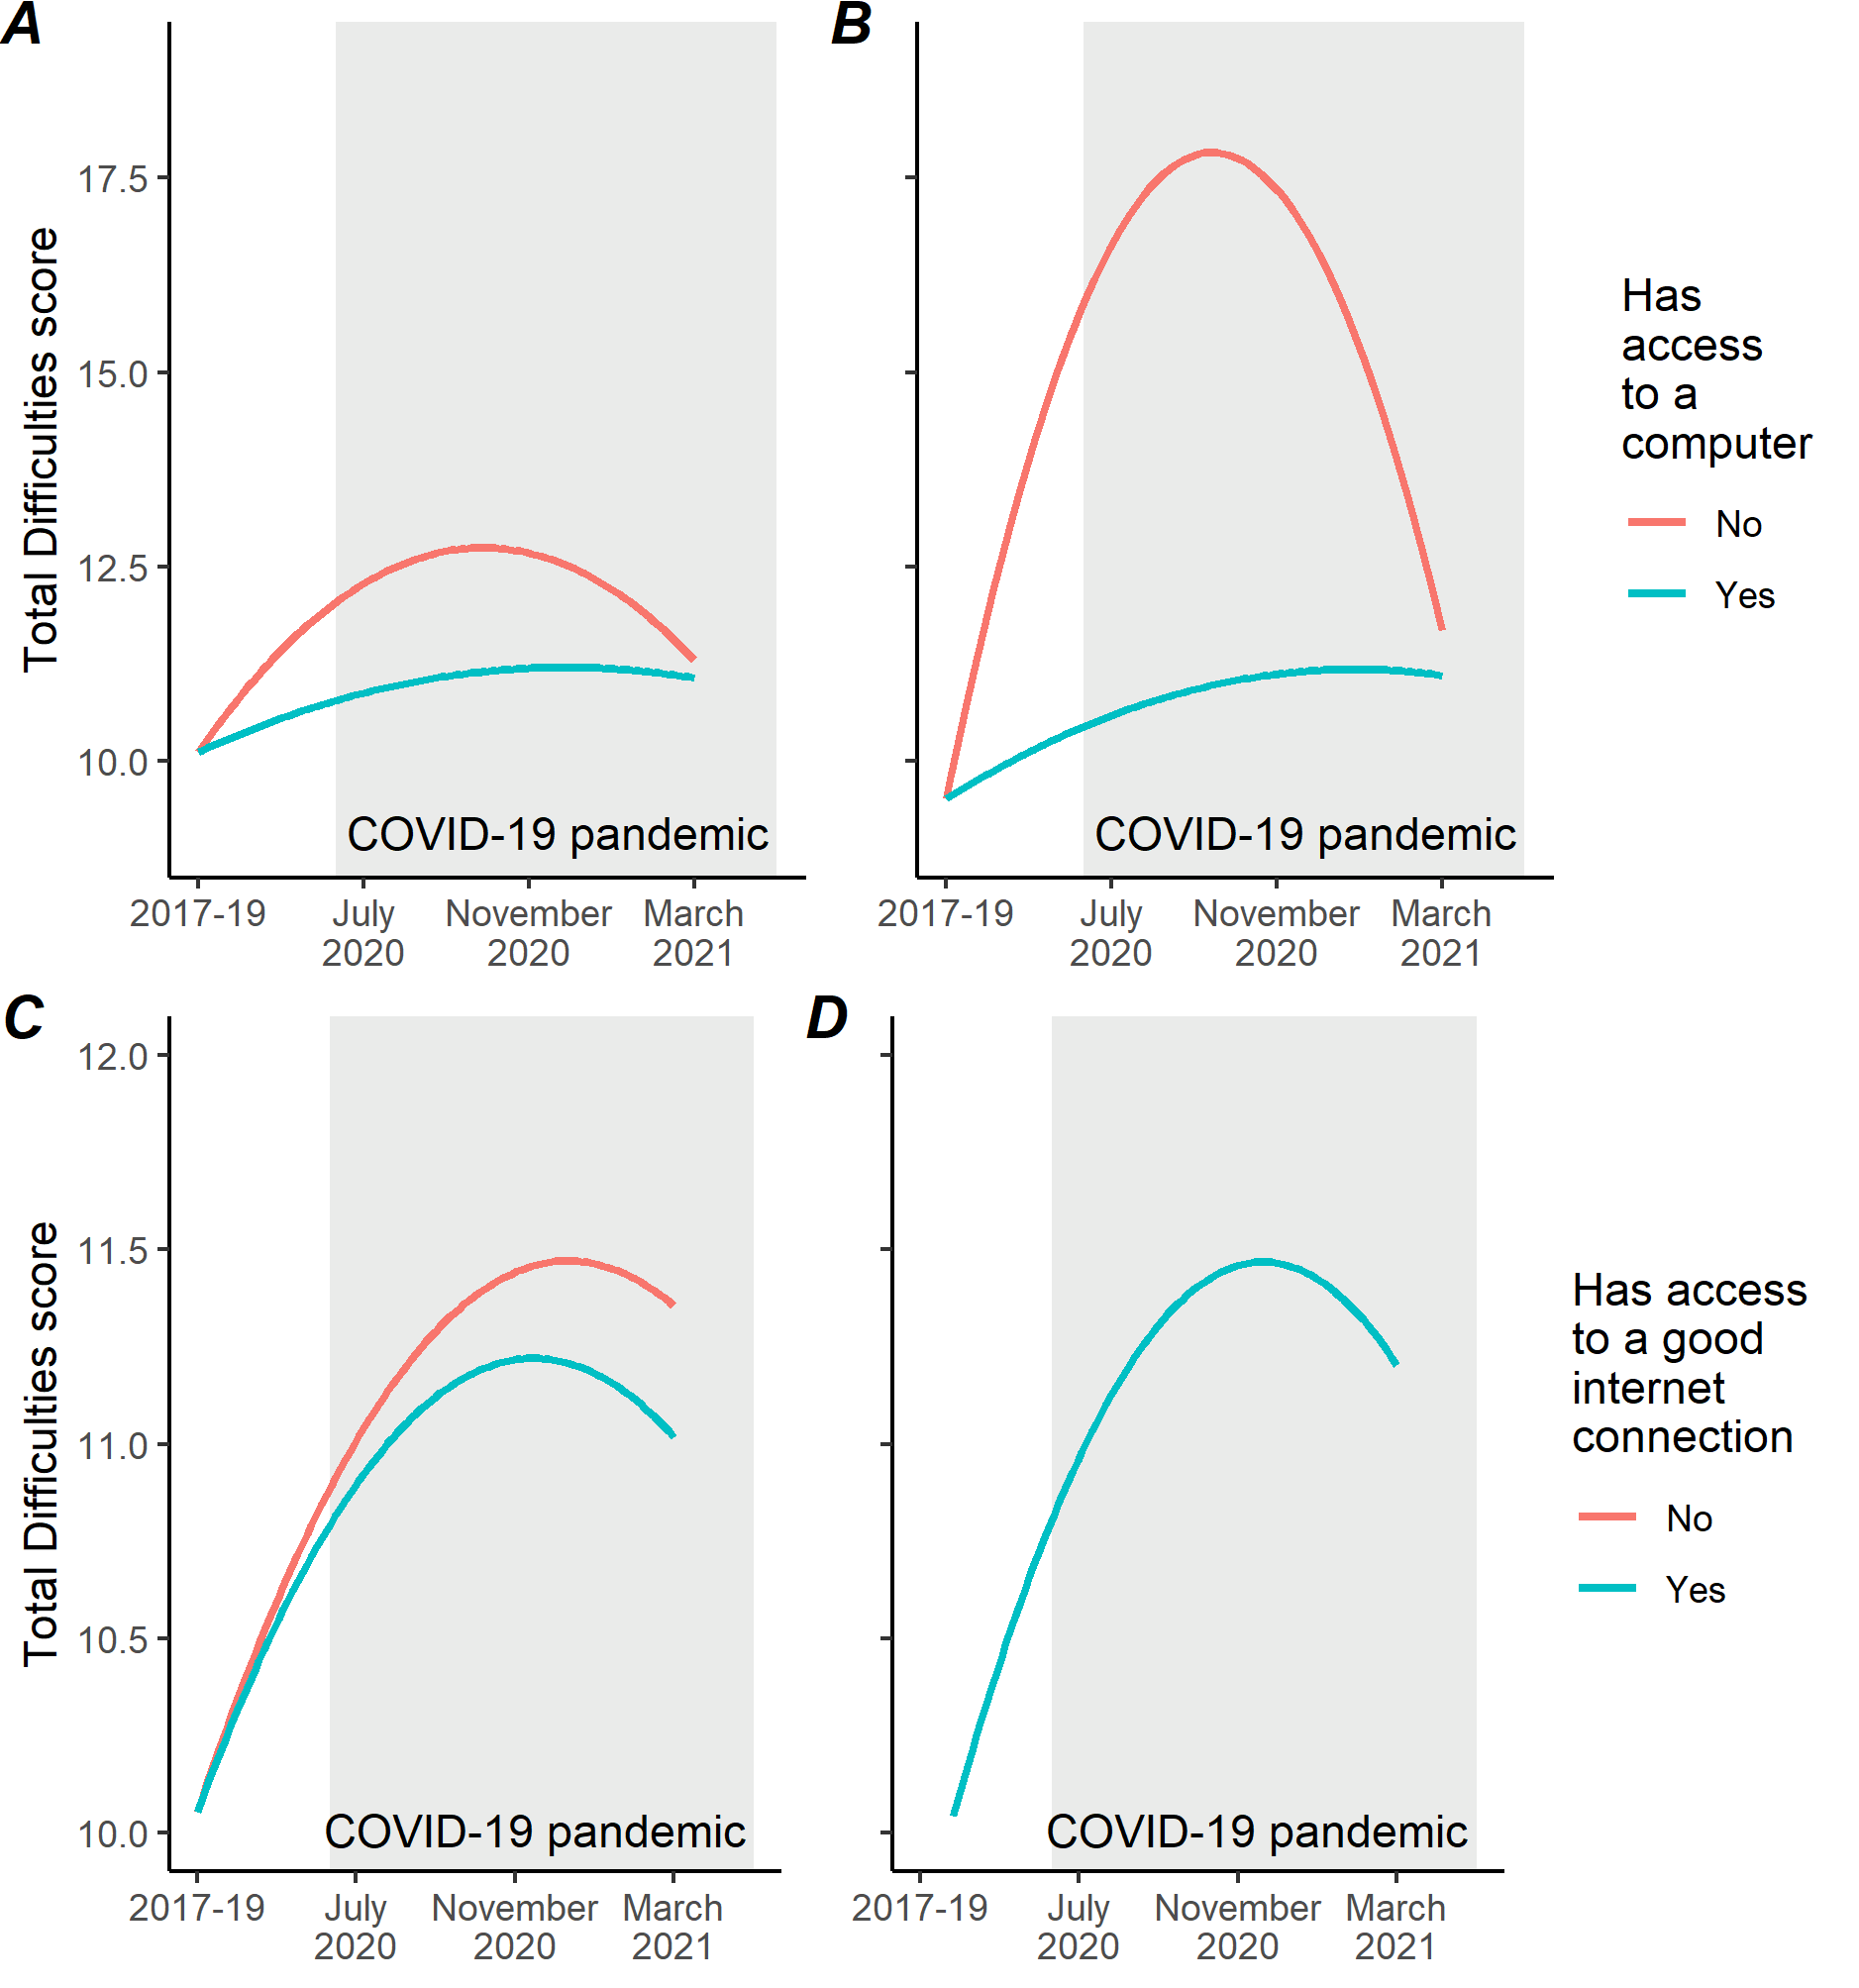 A
B
Total Difficulties score
17.5
15.0
12.5
10.0
COVID-19 pandemic
COVID-19 pandemic
2017-19
July
2020
November
2020
March
2021
2017-19
July
2020
November
2020
March
2021
Has
access
to a
computer
No
Yes
C
D
Total Difficulties score
12.0
11.5
11.0
10.5
10.0
COVID-19 pandemic
COVID-19 pandemic
2017-19
July
2020
November
2020
March
2021
2017-19
July
2020
November
2020
March
2021
Has access
to a good
internet
connection
No
Yes